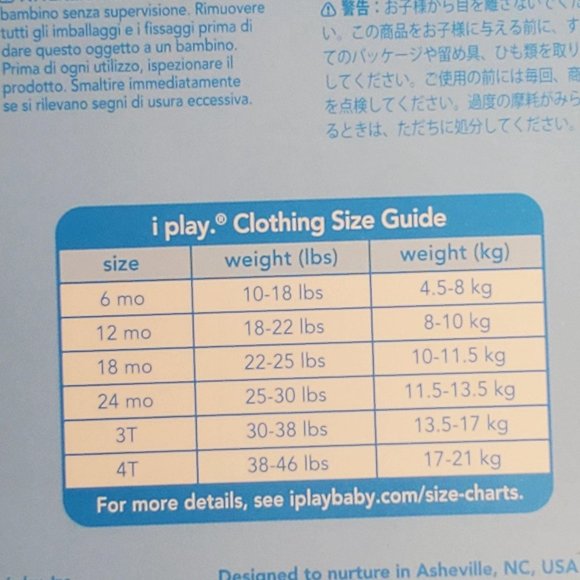 bambino senza supervisione. Rimuovere
tutti gli imballaggi e i fissaggi prima di
dare questo oggetto a un bambino.
Prima di ogni utilizzo, ispezionare il
prodotto. Smaltire immediatamente
se si rilevano segni di usura eccessiva.
⚠ 警告：お子様から目を離さないでくだ
い。この商品をお子様に与える前に、す
てのパッケージや留め具、ひも類を取り
してください。ご使用の前には毎回、商
を点検してください。過度の摩耗がみら
るときは、ただちに処分してください。
i play.® Clothing Size Guide
size weight (lbs) weight (kg)
6 mo 10-18 lbs 4.5-8 kg
12 mo 18-22 lbs 8-10 kg
18 mo 22-25 lbs 10-11.5 kg
24 mo 25-30 lbs 11.5-13.5 kg
3T 30-38 lbs 13.5-17 kg
4T 38-46 lbs 17-21 kg
For more details, see iplaybaby.com/size-charts.
Designed to nurture in Asheville, NC, USA